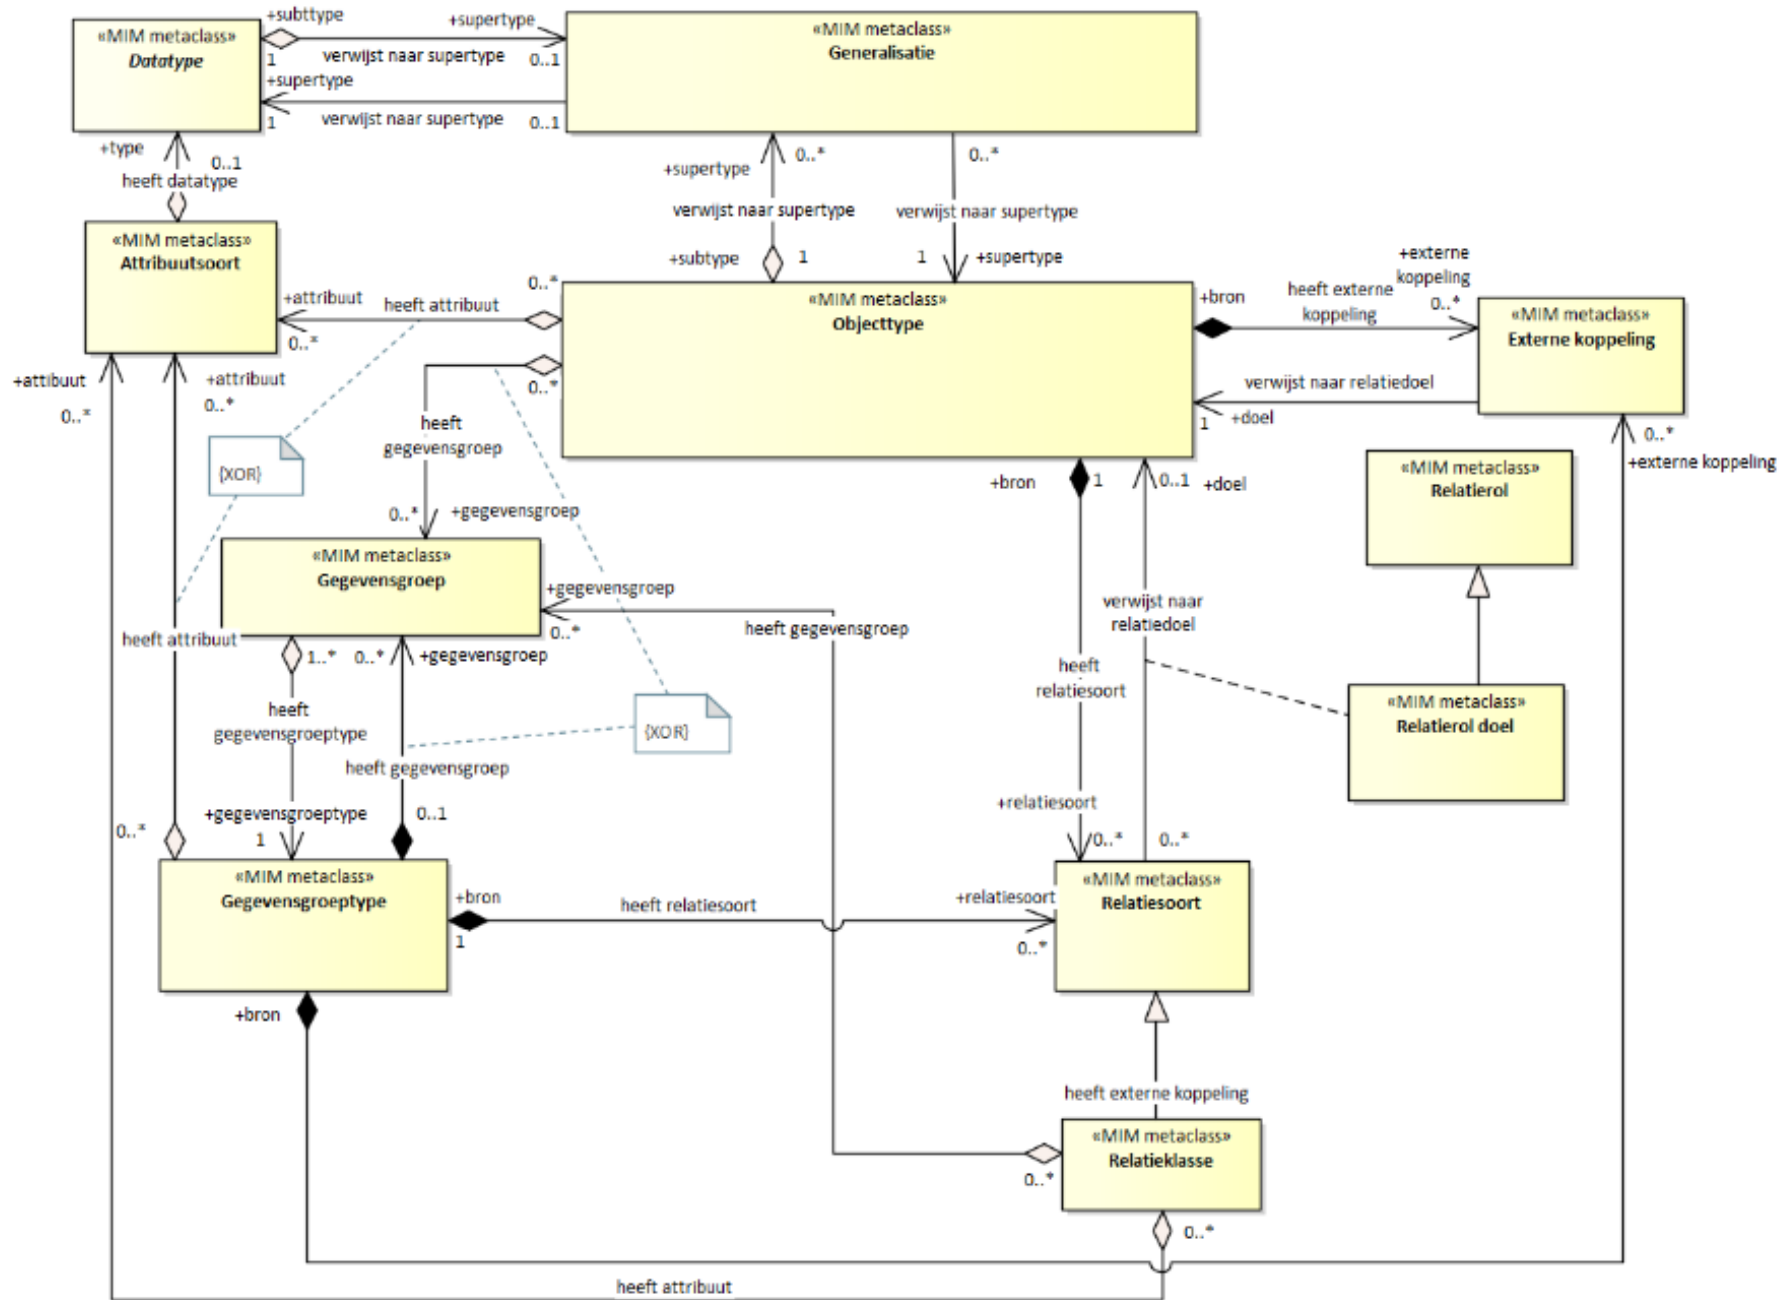 +subttype
+supertype
«MIM metaclass»
Datatype
1
verwijst naar supertype
0..1
+supertype
1
verwijst naar supertype
0..1
«MIM metaclass»
Generalisatie
+type
0..1
heeft datatype
0..*
0..*
+supertype
verwijst naar supertype
verwijst naar supertype
+subtype
1
1
+supertype
«MIM metaclass»
Attribuutsoort
+attribuut
heeft attribuut
0..*
0..*
«MIM metaclass»
Objecttype
0..*
+bron
heeft externe
koppeling
+externe
koppeling
0..*
«MIM metaclass»
Externe koppeling
verwijst naar relatiedoel
1
+doel
+attibuut
0..*
+attribuut
0..*
{XOR}
heeft
gegevensgroep
0..*
+gegevensgroep
0..*
+externe koppeling
+bron
1
0..1
+doel
«MIM metaclass»
Relatierol
«MIM metaclass»
Gegevensgroep
+gegevensgroep
0..*
heeft gegevensgroep
verwijst naar
relatiedoel
heeft attribuut
1..*
0..*
+gegevensgroep
heeft
relatiesoort
heeft
gegevensgroeptype
{XOR}
heeft gegevensgroep
«MIM metaclass»
Relatierol doel
+gegevensgroeptype
0..1
0..*
1
+relatiesoort
0..*
0..*
«MIM metaclass»
Gegevensgroeptype
+bron
1
heeft relatiesoort
+relatiesoort
0..*
«MIM metaclass»
Relatiesoort
+bron
heeft externe koppeling
«MIM metaclass»
Relatieklasse
0..*
0..*
heeft attribuut